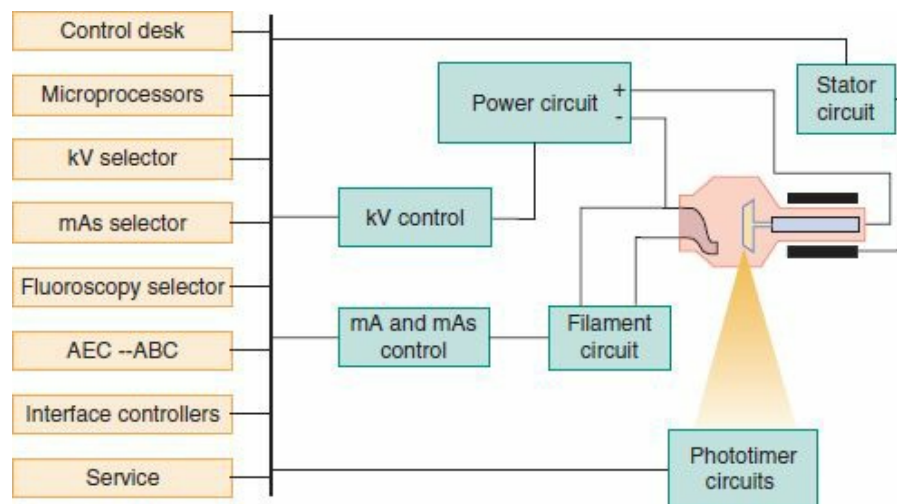 Control desk
Microprocessors
kV selector
mAs selector
Fluoroscopy selector
AEC --ABC
Interface controllers
Service
Power circuit
+
-
Stator
circuit
kV control
mA and mAs
control
Filament
circuit
Phototimer
circuits